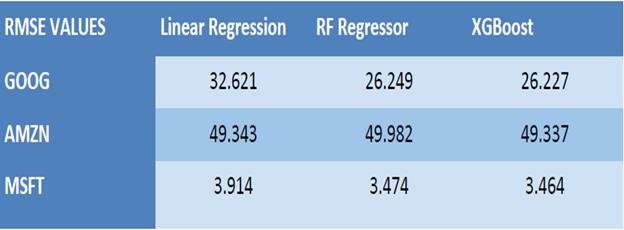 RMSE VALUES Linear Regression RF Regressor XGBoost
GOOG 32.621 26.249 26.227
AMZN 49.343 49.982 49.337
MSFT 3.914 3.474 3.464